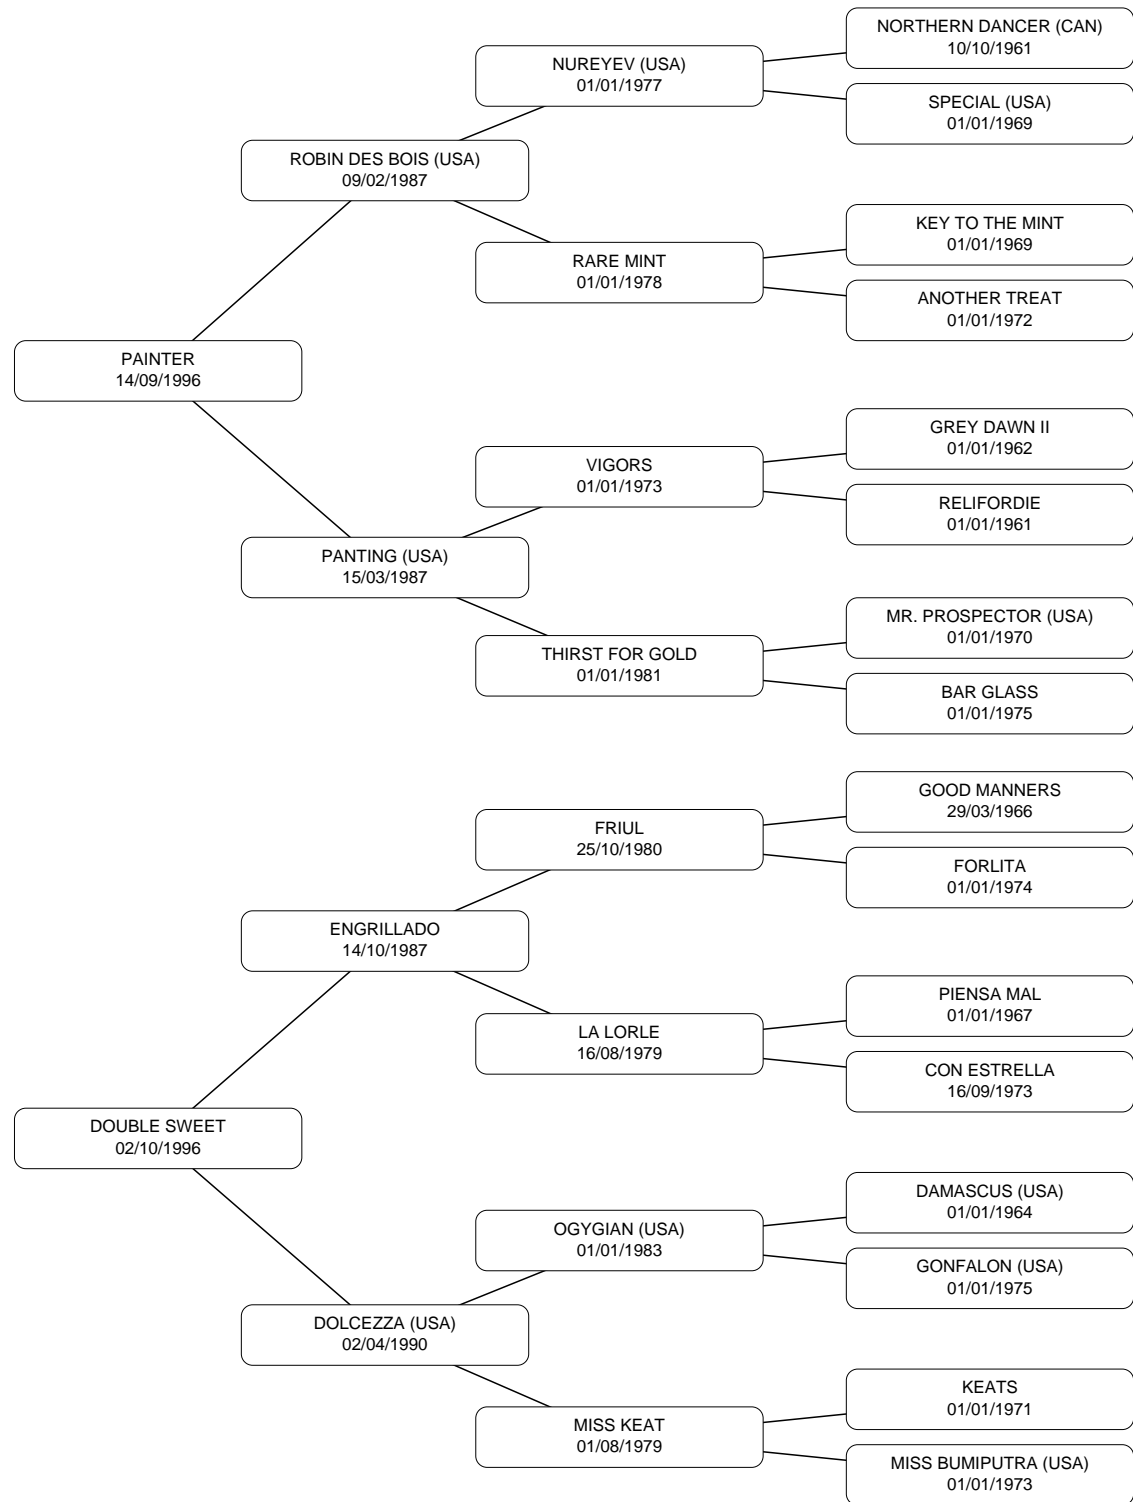 NORTHERN DANCER (CAN)
10/10/1961
NUREYEV (USA)
01/01/1977
SPECIAL (USA)
01/01/1969
ROBIN DES BOIS (USA)
09/02/1987
KEY TO THE MINT
01/01/1969
RARE MINT
01/01/1978
ANOTHER TREAT
01/01/1972
PAINTER
14/09/1996
GREY DAWN II
01/01/1962
VIGORS
01/01/1973
RELIFORDIE
01/01/1961
PANTING (USA)
15/03/1987
MR. PROSPECTOR (USA)
01/01/1970
THIRST FOR GOLD
01/01/1981
BAR GLASS
01/01/1975
GOOD MANNERS
29/03/1966
FRIUL
25/10/1980
FORLITA
01/01/1974
ENGRILLADO
14/10/1987
PIENSA MAL
01/01/1967
LA LORLE
16/08/1979
CON ESTRELLA
16/09/1973
DOUBLE SWEET
02/10/1996
DAMASCUS (USA)
01/01/1964
OGYGIAN (USA)
01/01/1983
GONFALON (USA)
01/01/1975
DOLCEZZA (USA)
02/04/1990
KEATS
01/01/1971
MISS KEAT
01/08/1979
MISS BUMIPUTRA (USA)
01/01/1973